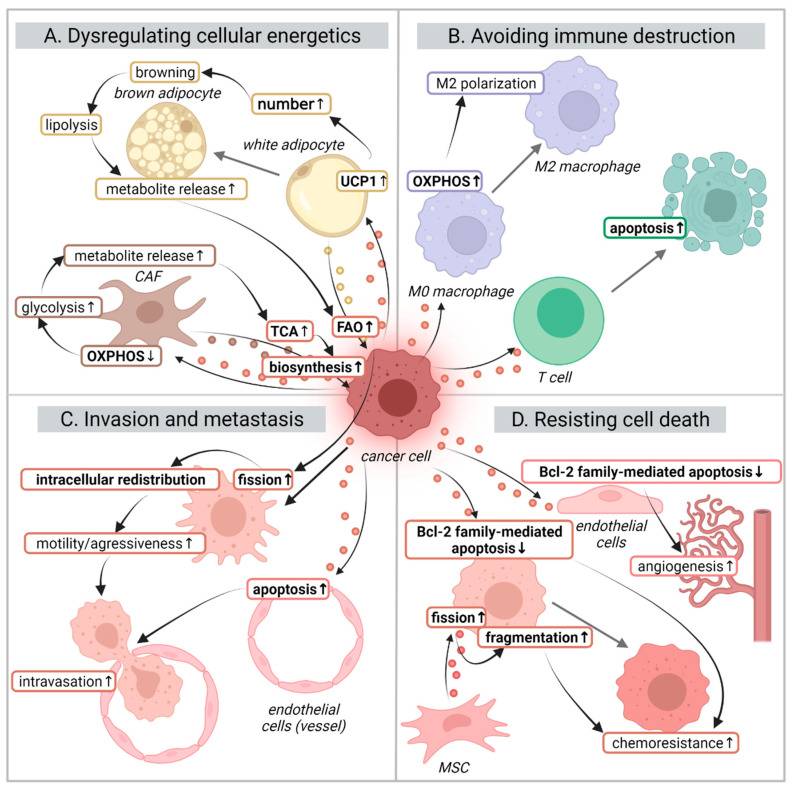 A. Dysregulating cellular energetics
browning
brown adipocyte
number↑
lipolysis
white adipocyte
metabolite release↑
UCP1↑
metabolite release↑
CAF
glycolysis↑
OXPHOS↓
TCA↑
FAO↑
biosynthesis↑
B. Avoiding immune destruction
M2 polarization
M2 macrophage
OXPHOS↑
M0 macrophage
apoptosis↑
T cell
cancer cell
C. Invasion and metastasis
intracellular redistribution
fission↑
motility/agressiveness↑
apoptosis↑
intravasation↑
endothelial
cells (vessel)
D. Resisting cell death
Bcl-2 family-mediated apoptosis↓
endothelial
cells
Bcl-2 family-mediated
apoptosis↓
angiogenesis↑
fission↑
fragmentation↑
chemoresistance↑
MSC